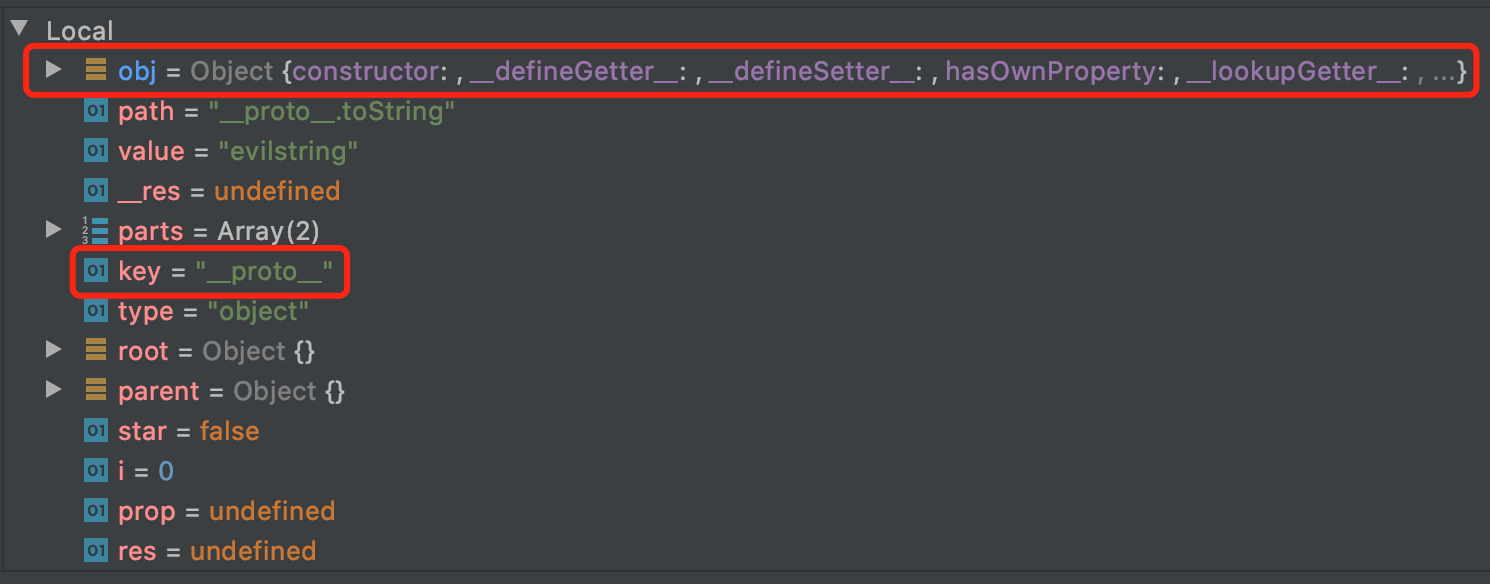 Local
obj = Object {constructor: , __defineGetter__: , __defineSetter__: , hasOwnProperty: , __lookupGetter__: , ...}
01 path = "__proto__.toString"
01 value = "evilstring"
01 __res = undefined
123 parts = Array(2)
01 key = "__proto__"
01 type = "object"
root = Object {}
parent = Object {}
01 star = false
01 i = 0
01 prop = undefined
01 res = undefined